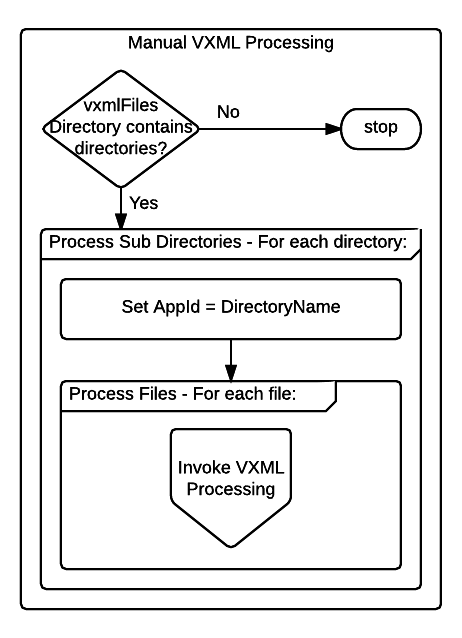 Manual VXML Processing
vxmlFiles
Directory contains
directories?
No
stop
Yes
Process Sub Directories - For each directory:
Set AppId = DirectoryName
Process Files - For each file:
Invoke VXML
Processing